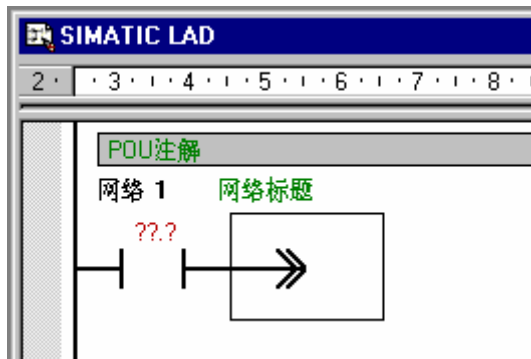 SIMATIC LAD
2 · · 3 · ı · 4 · ı · 5 · ı · 6 · ı · 7 · ı · 8 ·
POU注解
网络 1 网络标题
??.?